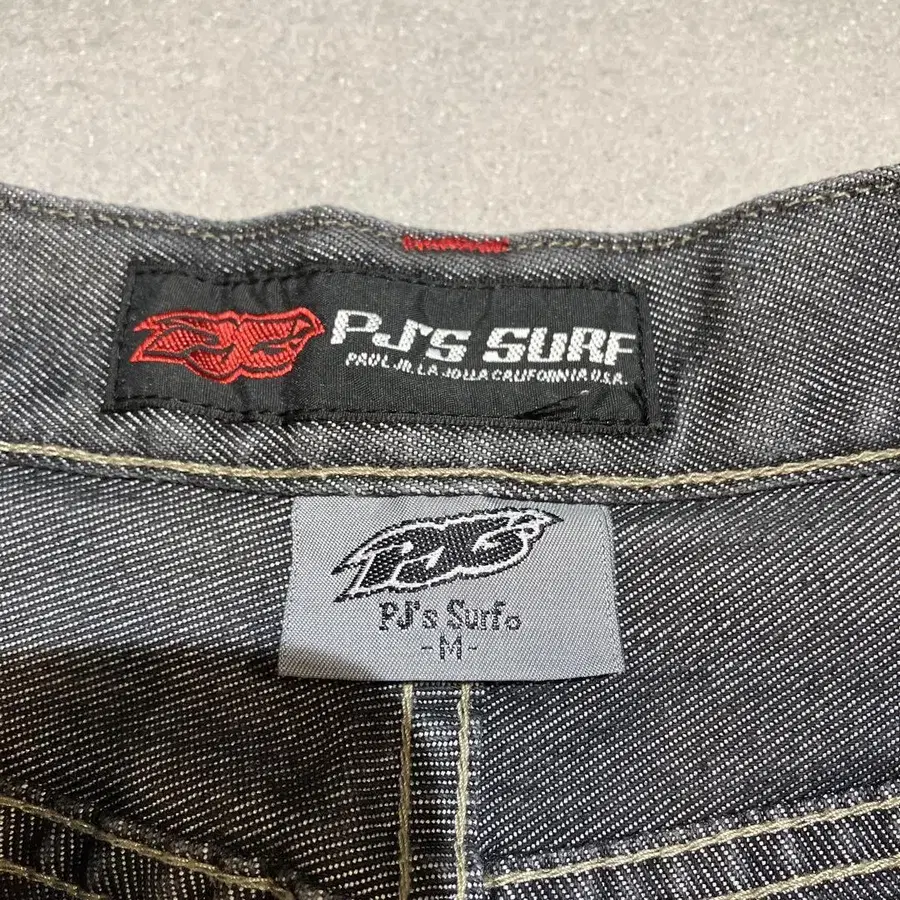 PJ'S SURF
PAUL JR. LA JOLLA CALIFORNIA U.S.A.
PJ's Surf
-M-